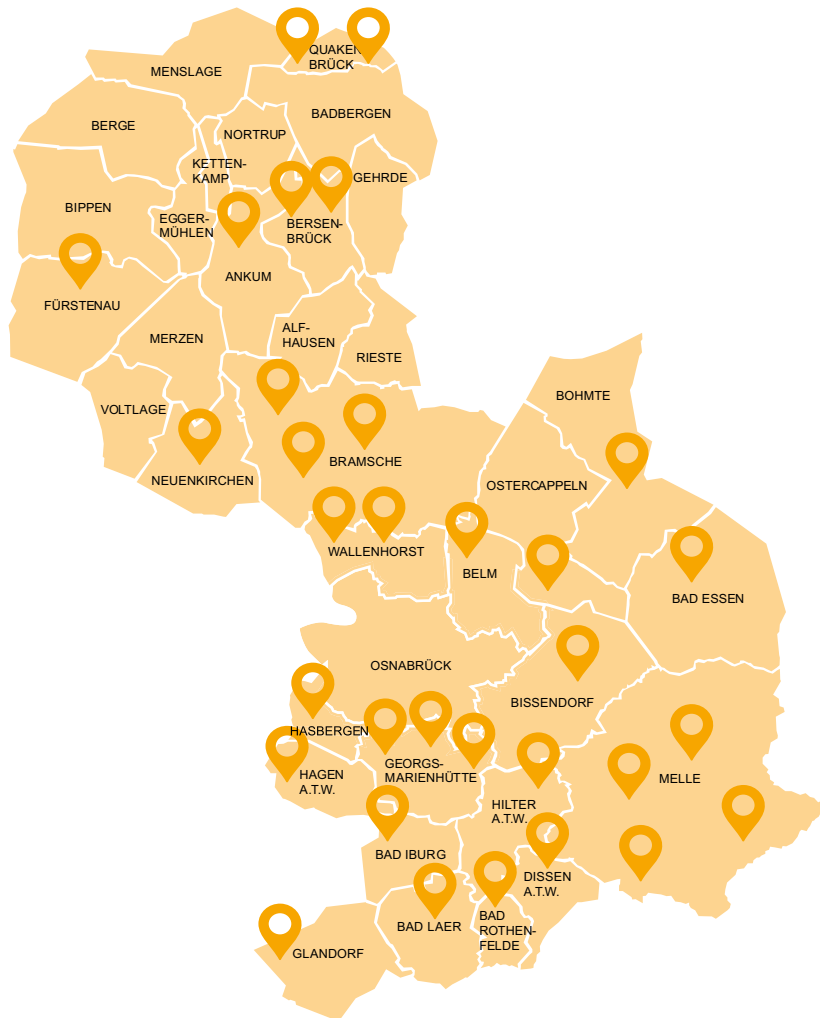 QUAKEN
BRÜCK
MENSLAGE
BADBERGEN
BERGE
NORTRUP
KETTEN-
KAMP
GEHRDE
BIPPEN
EGGER-
MÜHLEN
BERSEN-
BRÜCK
ANKUM
FÜRSTENAU
MERZEN
ALF-
HAUSEN
RIESTE
BOHMTE
VOLTLAGE
BRAMSCHE
NEUENKIRCHEN
OSTERCAPPELN
WALLENHORST
BELM
BAD ESSEN
OSNABRÜCK
BISSENDORF
HASBERGEN
GEORGS-
MARIENHÜTTE
HAGEN
A.T.W.
MELLE
HILTER
A.T.W.
BAD IBURG
DISSEN
A.T.W.
BAD LAER
BAD
ROTHEN-
FELDE
GLANDORF